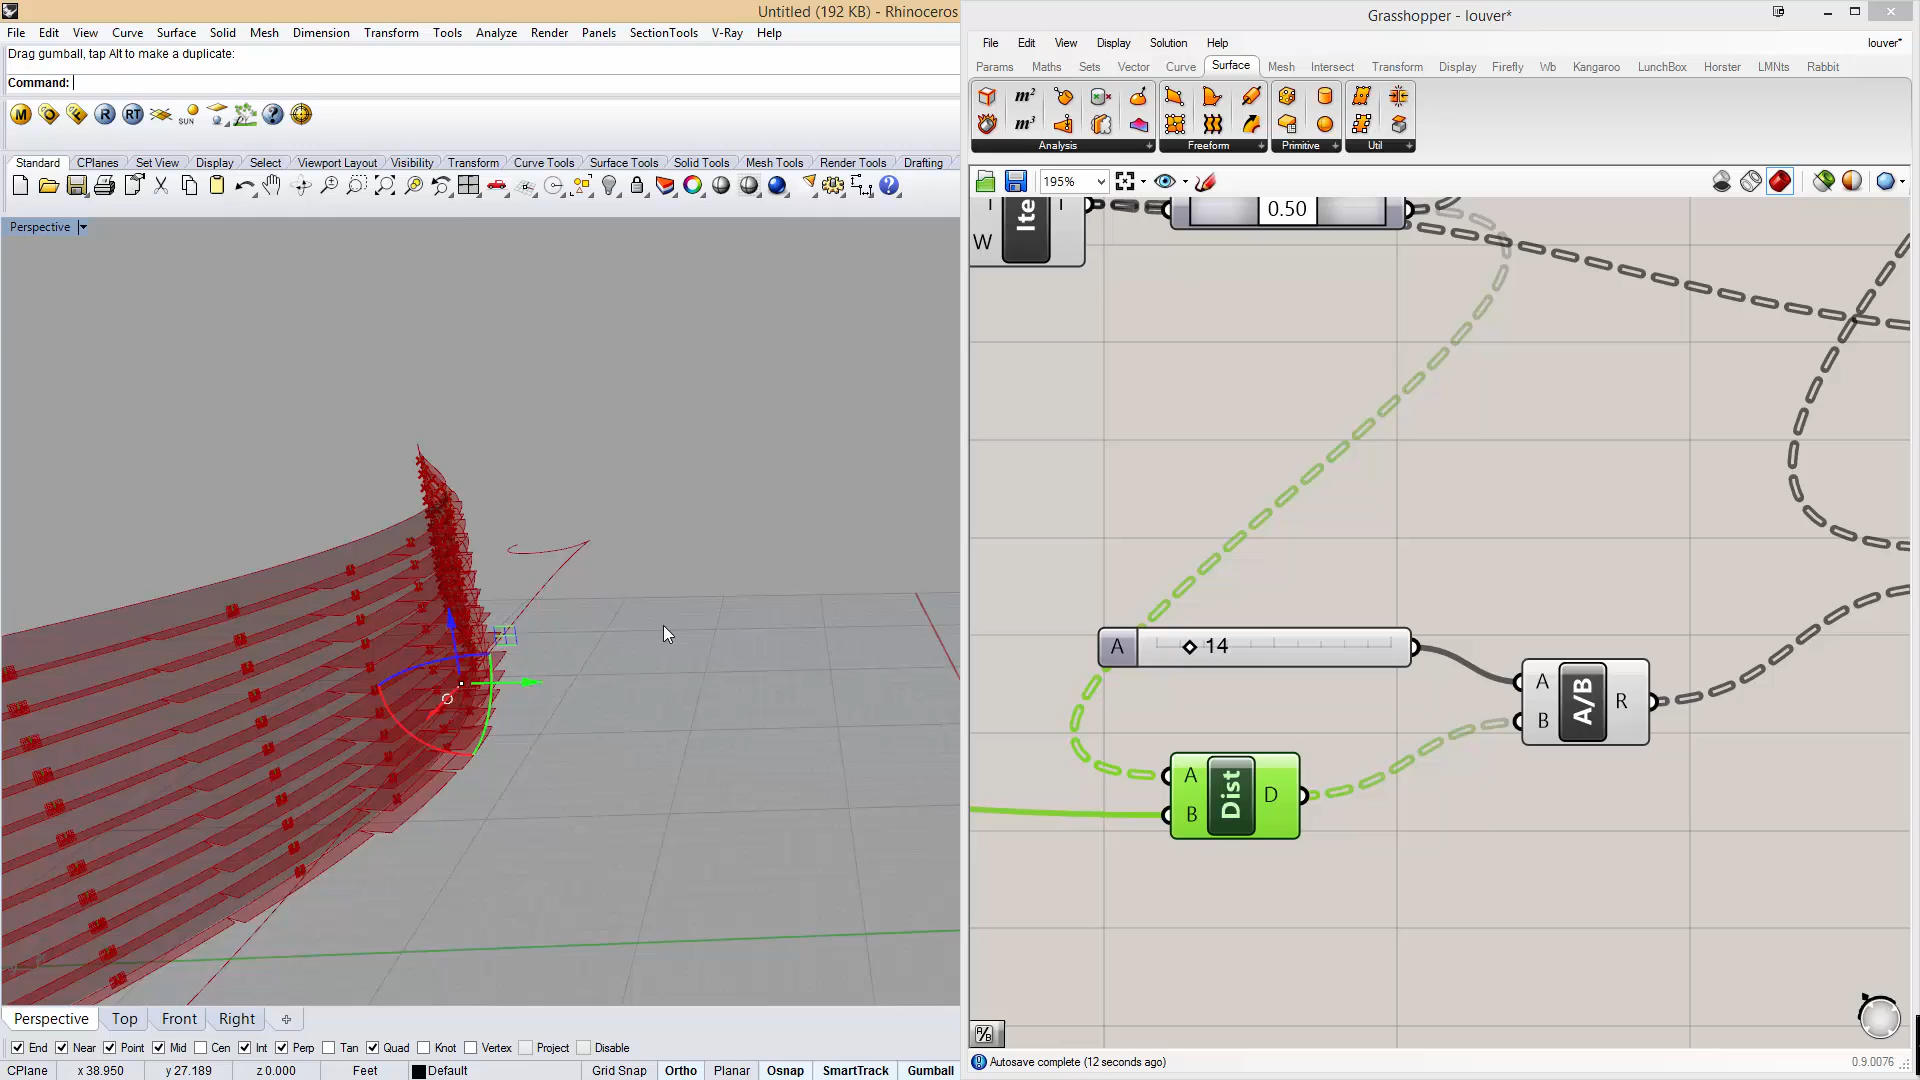 Untitled (192 KB) - Rhinoceros
File Edit View Curve Surface Solid Mesh Dimension Transform Tools Analyze Render Panels SectionTools V-Ray Help
Drag gumball, tap Alt to make a duplicate:
Command:
M O F R RT SUN ?
Standard CPlanes Set View Display Select Viewport Layout Visibility Transform Curve Tools Surface Tools Solid Tools Mesh Tools Render Tools Drafting
Perspective
Perspective Top Front Right
End Near Point Mid Cen Int Perp Tan Quad Knot Vertex Project Disable
CPlane x 38.950 y 27.189 z 0.000 Feet Default Grid Snap Ortho Planar Osnap SmartTrack Gumball
Grasshopper - louver*
File Edit View Display Solution Help louver*
Params Maths Sets Vector Curve Surface Mesh Intersect Transform Display Firefly Wb Kangaroo LunchBox Horster LMNts Rabbit
m²
m³
Analysis Freeform Primitive Util
195%
Ite
W
0.50
A 14
A
B
A/B
R
A
B
Dist
D
A/B
Autosave complete (12 seconds ago) 0.9.0076